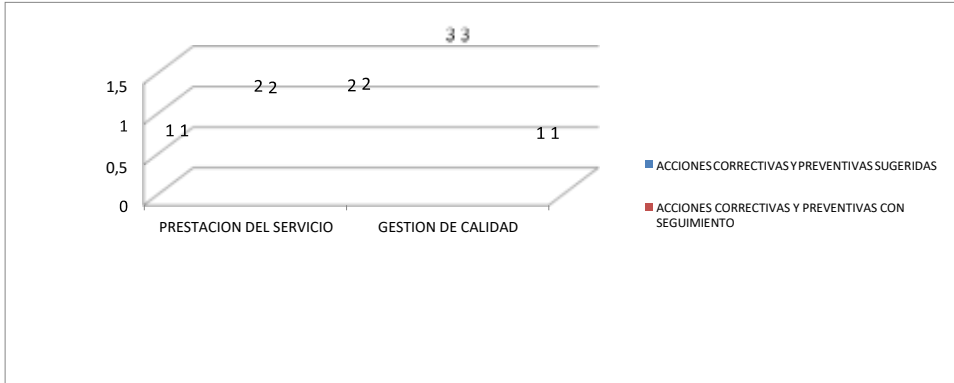 3 3
1,5
2 2
2 2
1
1 1
1 1
0,5
0
PRESTACION DEL SERVICIO
GESTION DE CALIDAD
ACCIONES CORRECTIVAS Y PREVENTIVAS SUGERIDAS
ACCIONES CORRECTIVAS Y PREVENTIVAS CON
SEGUIMIENTO